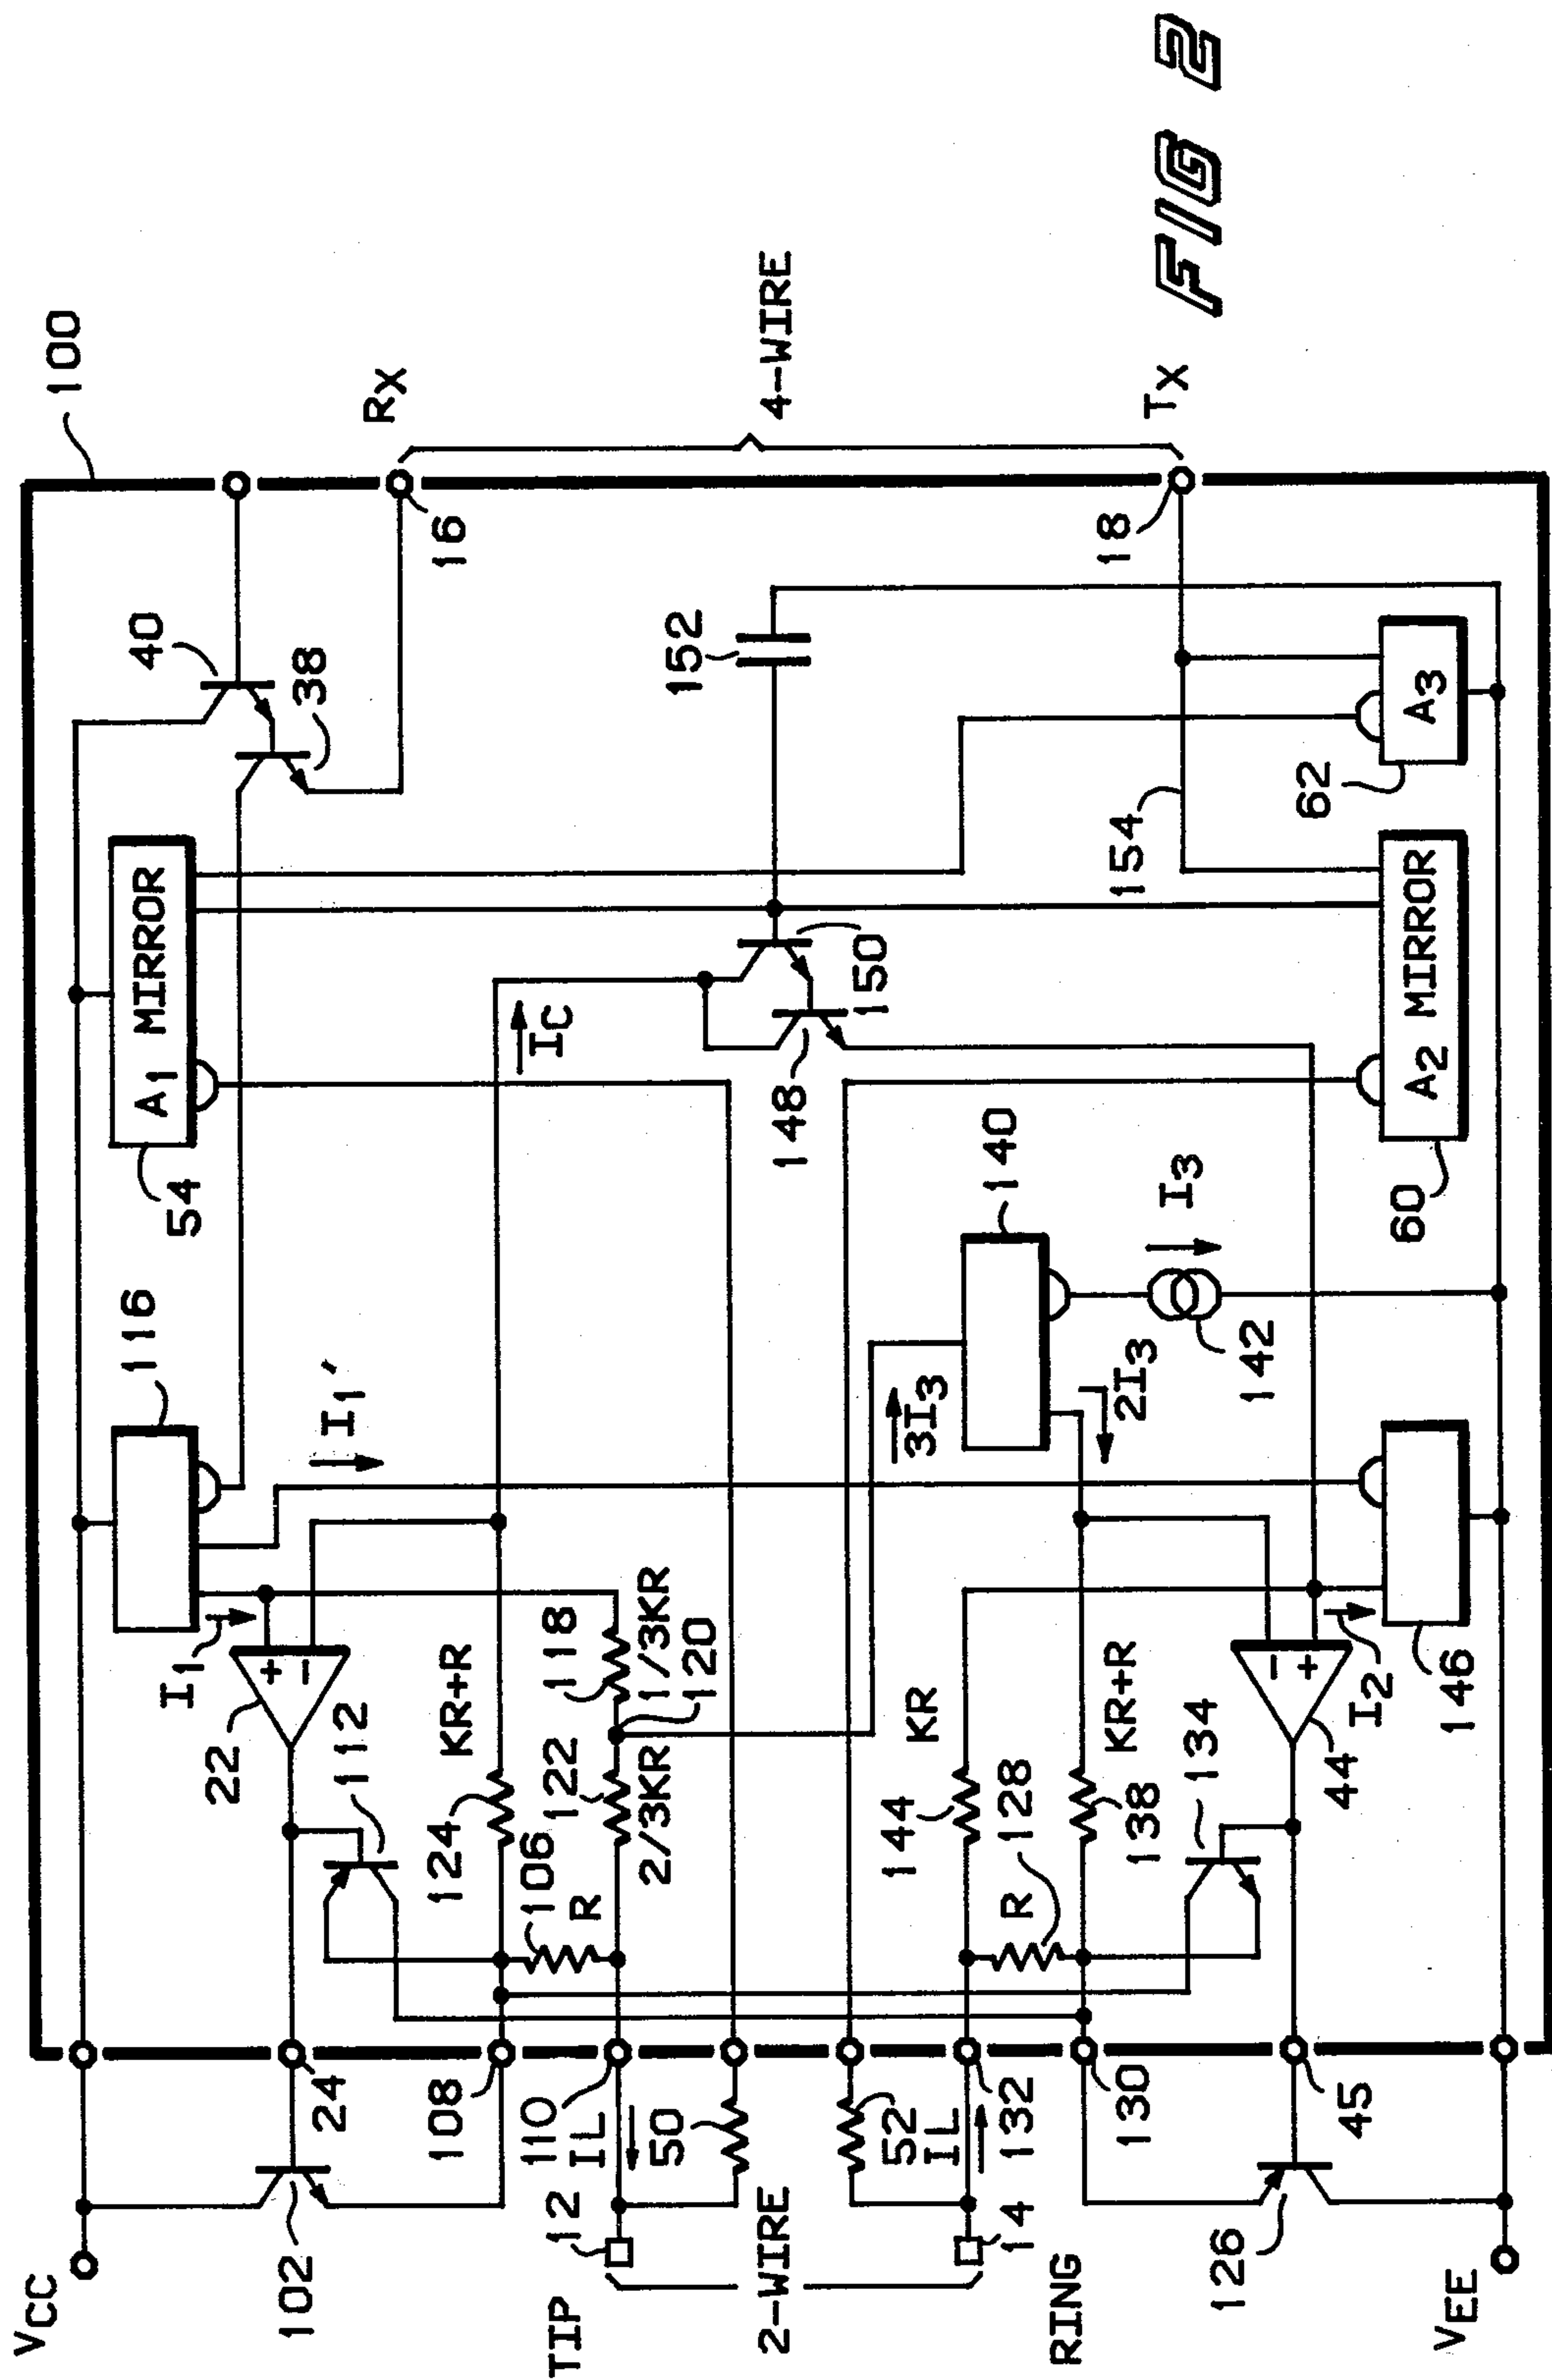 VCC
102
24
108
110
IL
12
50
TIP
2-WIRE
52
IL
132
14
RING
130
45
126
VEE
116
I1'
I1
22
+
−
112
KR+R
124
106
R
118
1/3KR
122
2/3KR
120
KR
144
128
R
138
KR+R
134
44
−
+
I2
146
3I3
2I3
140
I3
142
54
A1 MIRROR
IC
148
150
152
60
A2 MIRROR
154
62
A3
40
38
16
18
100
RX
4-WIRE
TX
FIG 2